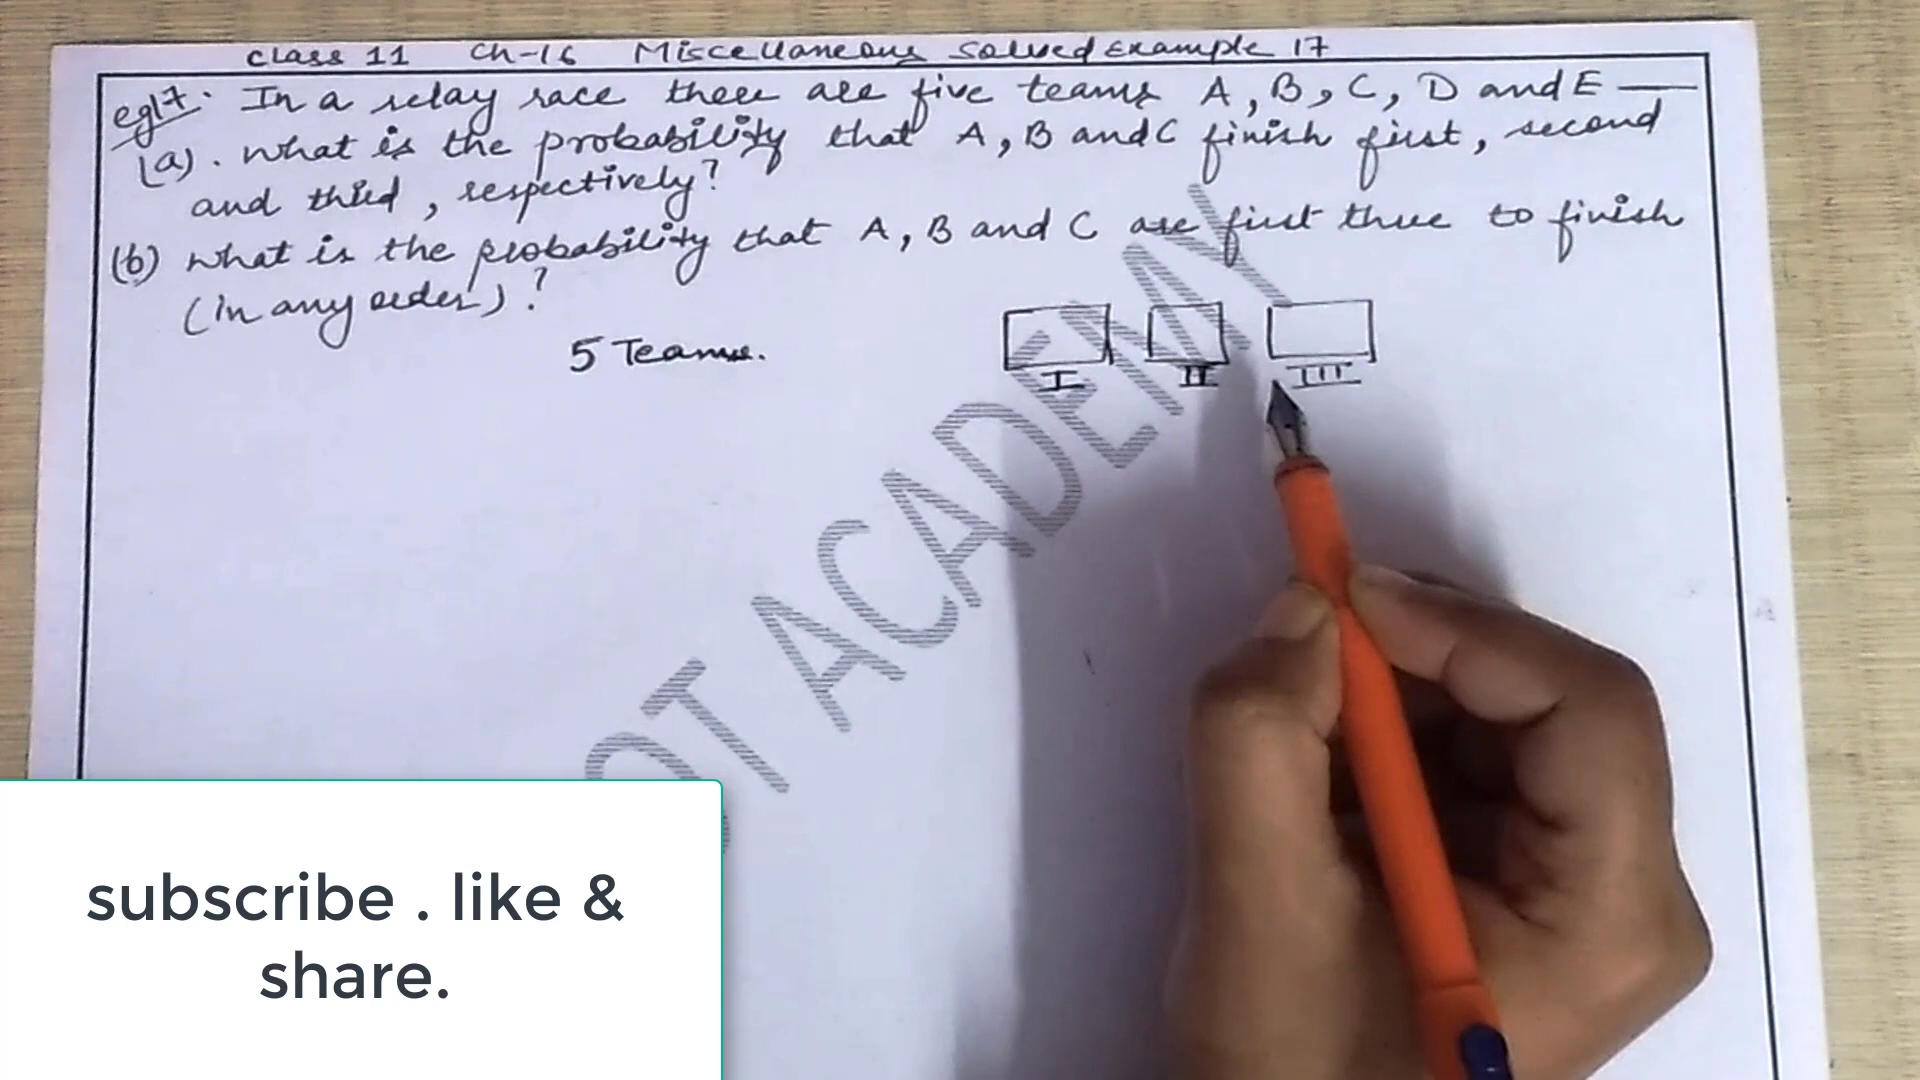 class 11 Ch-16 Miscellaneous solved Example 17
eg17. In a relay race there are five teams A, B, C, D and E —
(a). What is the probability that A, B and C finish first, second
and third, respectively?
(b) What is the probability that A, B and C are first three to finish
(in any order)?
5 Teams.
I II III
OT ACADEMY
subscribe . like &
share.